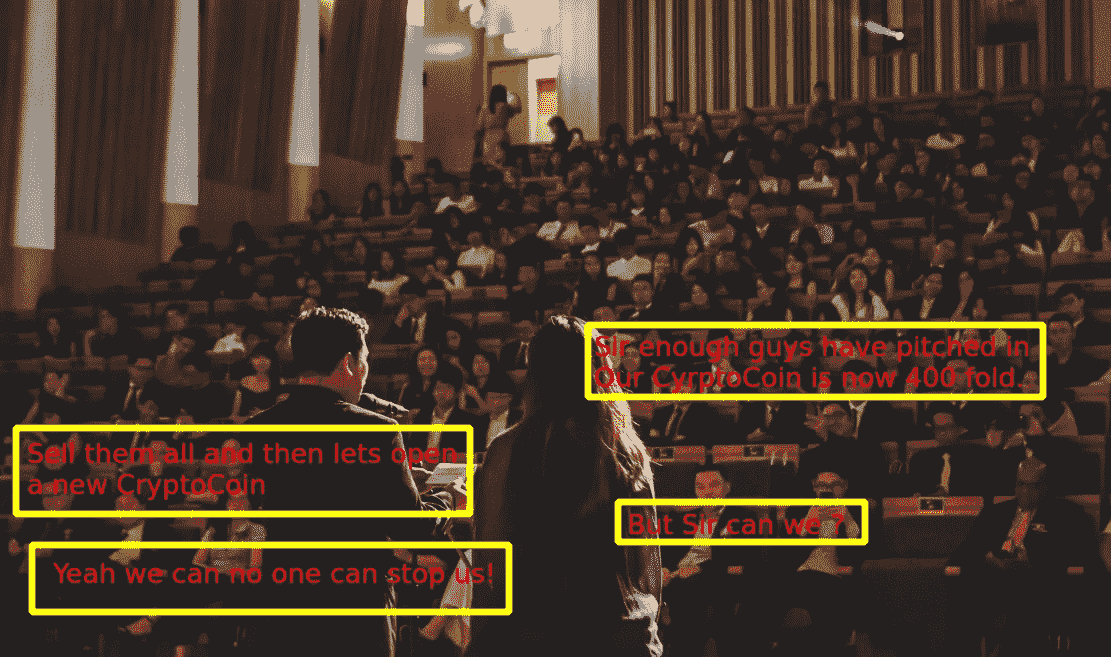 Sir enough guys have pitched in
Our CyrptoCoin is now 400 fold..
Sell them all and then lets open
a new CryptoCoin
But Sir can we ?
Yeah we can no one can stop us!